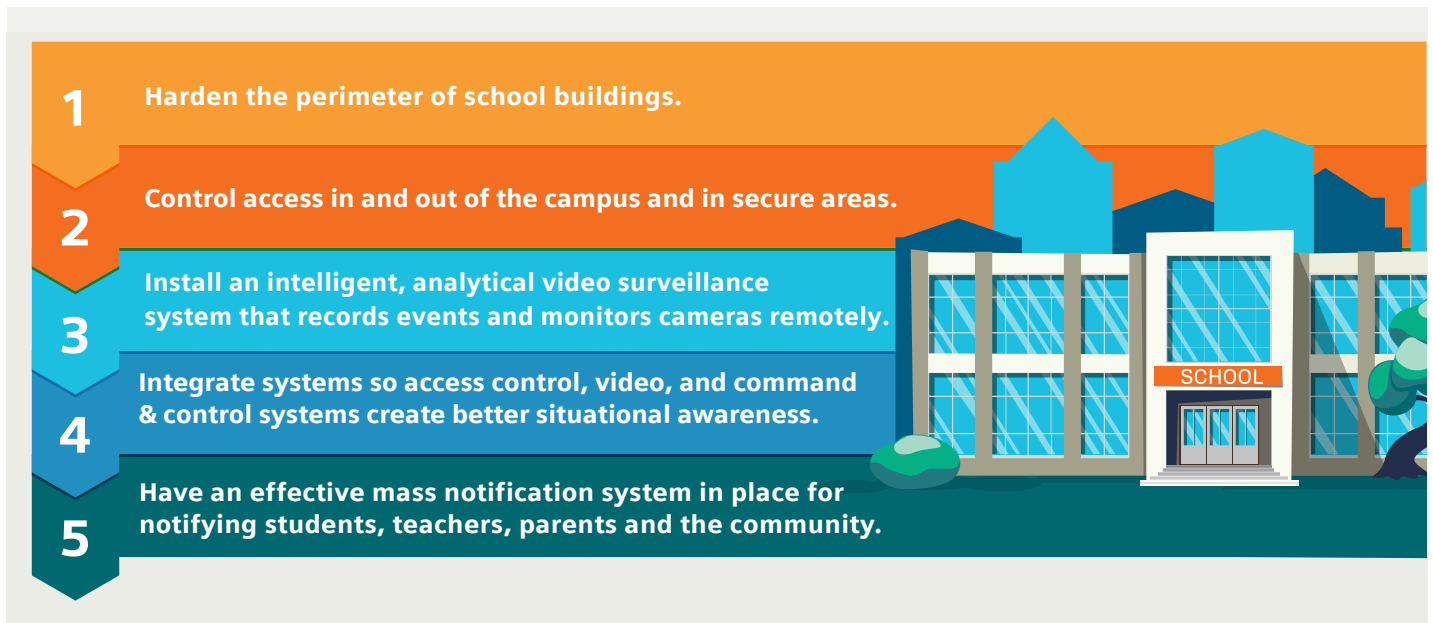 1
Harden the perimeter of school buildings.
2
Control access in and out of the campus and in secure areas.
3
Install an intelligent, analytical video surveillance
system that records events and monitors cameras remotely.
4
Integrate systems so access control, video, and command
& control systems create better situational awareness.
5
Have an effective mass notification system in place for
notifying students, teachers, parents and the community.
SCHOOL